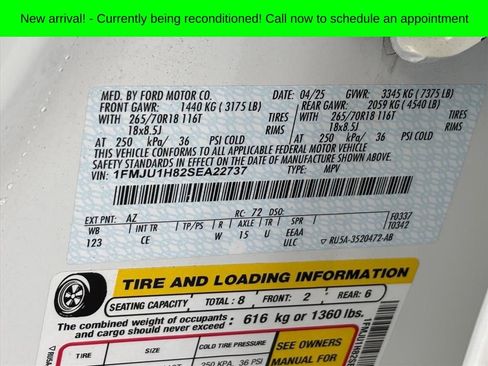 New arrival! - Currently being reconditioned! Call now to schedule an appointment
MFD. BY FORD MOTOR CO. 04/25 GVWR: 3345 KG ( 7375 LB)
FRONT GAWR: 1440 KG ( 3175 LB) REAR GAWR: 2059 KG ( 4540 LB)
WITH 265/70R18 116T TIRES WITH 265/70R18 116T TIRES
18x8.5J RIMS 18x8.5J RIMS
AT 250 kPa/ 36 PSI COLD AT 250 kPa/ 36 PSI COLD
THIS VEHICLE CONFORMS TO ALL APPLICABLE FEDERAL MOTOR VEHICLE
SAFETY STANDARDS IN EFFECT ON THE DATE OF MANUFACTURE SHOWN ABOVE.
VIN: 1FMJU1H82SEA22737 TYPE: MPV
EXT PNT: AZ RC: 72 DSO: F0337
WB INT TR TP/PS R AXLE TR SPR EEAA T0342
123 CE W 15 U ULC RU5A-3520472-AB
TIRE AND LOADING INFORMATION
SEATING CAPACITY TOTAL : 8 FRONT: 2 REAR: 6
The combined weight of occupants and cargo should never exceed 616 kg or 1360 lbs.
TIRE SIZE COLD TIRE PRESSURE SEE OWNERS
250 KPA, 36 PSI MANUAL FOR